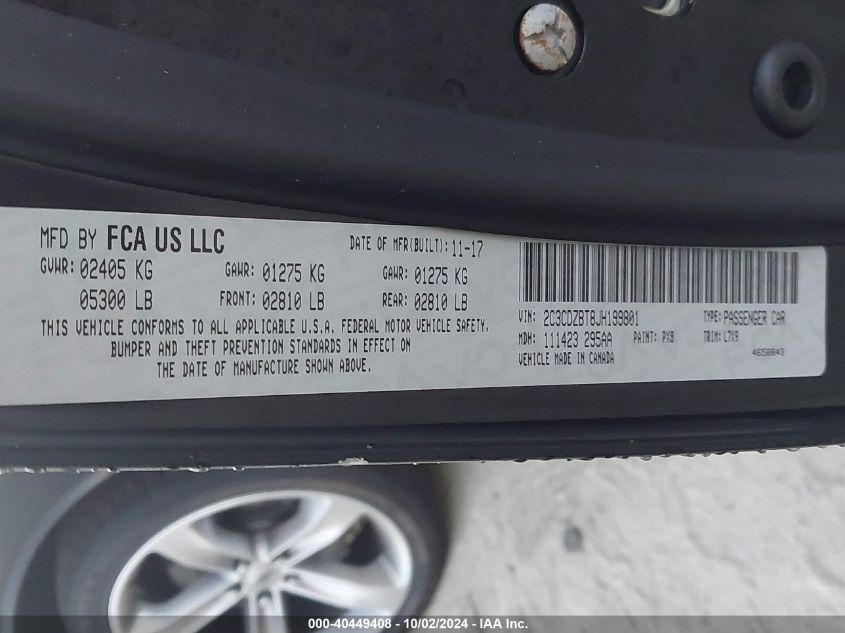 MFD BY FCA US LLC DATE OF MFR(BUILT): 11-17
GVWR: 02405 KG GAWR: 01275 KG GAWR: 01275 KG
05300 LB FRONT: 02810 LB REAR: 02810 LB
THIS VEHICLE CONFORMS TO ALL APPLICABLE U.S.A. FEDERAL MOTOR VEHICLE SAFETY,
BUMPER AND THEFT PREVENTION STANDARDS IN EFFECT ON
THE DATE OF MANUFACTURE SHOWN ABOVE.
VIN: 2C3CDZBT8JH199801 TYPE: PASSENGER CAR
MDH: 111423 295AA PAINT: PX8 TRIM: L7X9
VEHICLE MADE IN CANADA 4658843
000-40449408 - 10/02/2024 - IAA Inc.